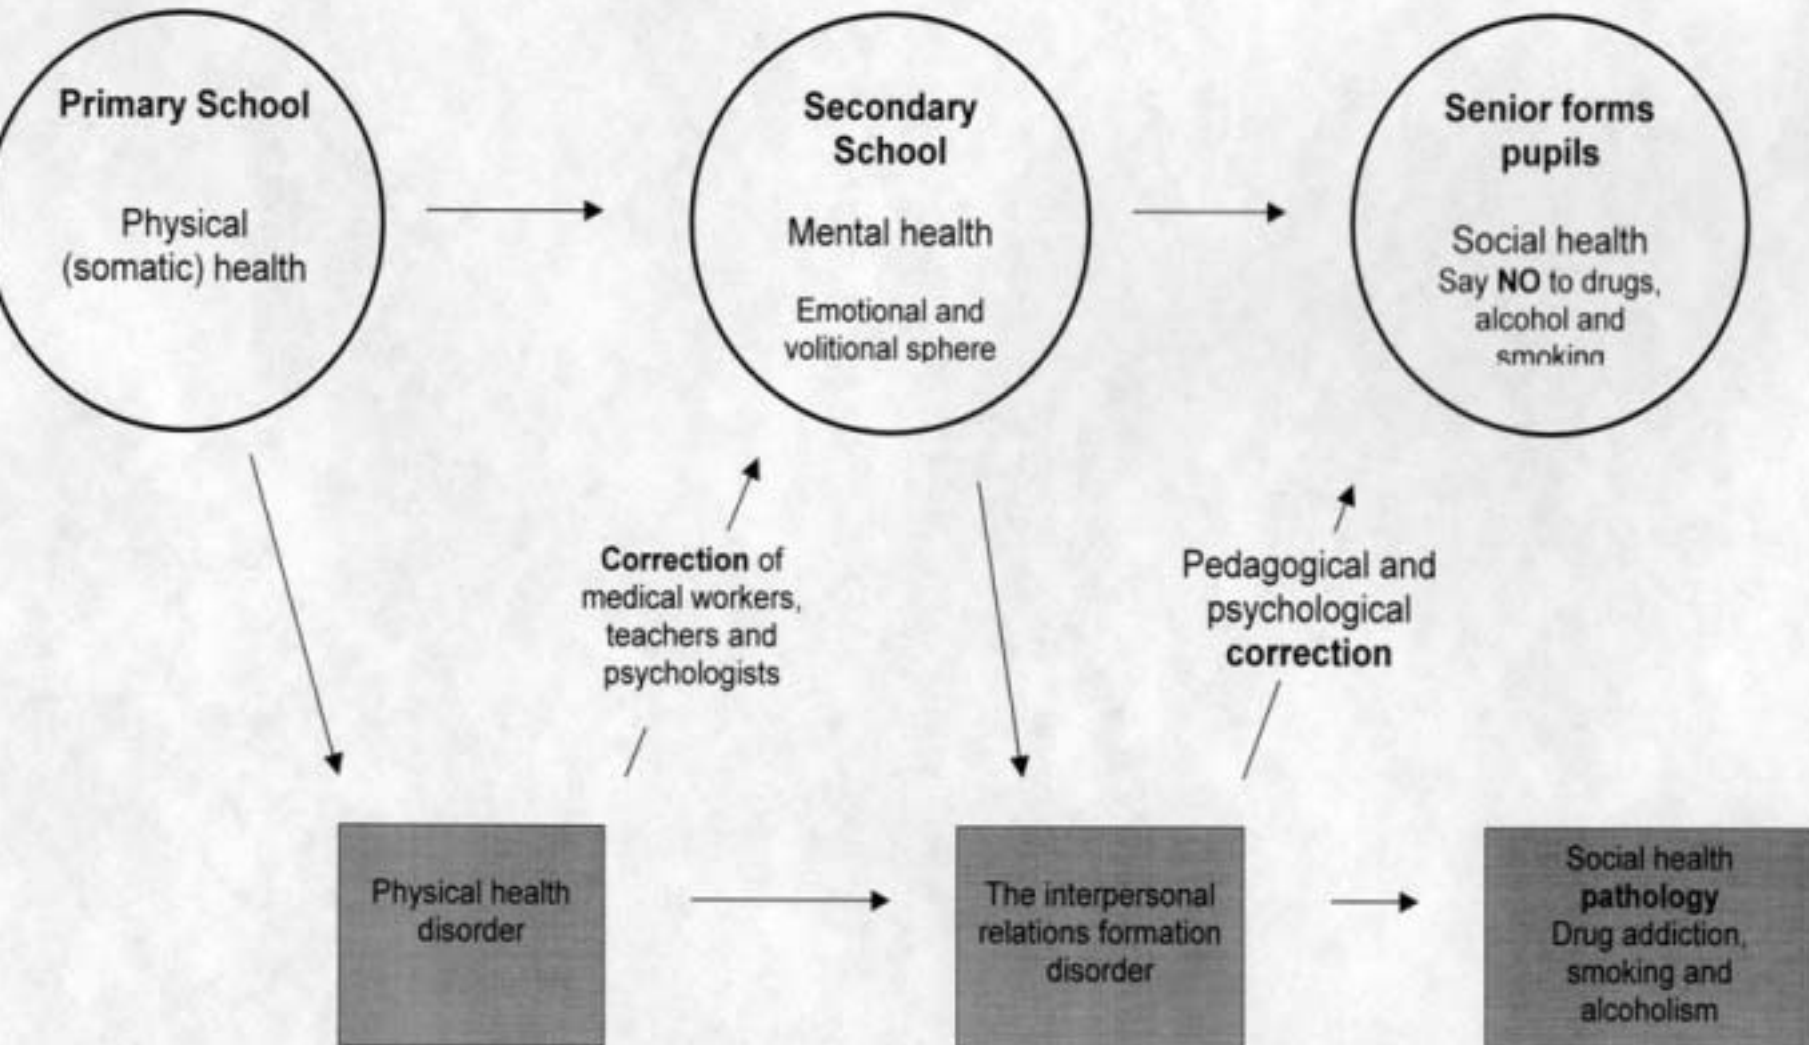 Primary School
Physical
(somatic) health
Secondary
School
Mental health
Emotional and
volitional sphere
Senior forms
pupils
Social health
Say NO to drugs,
alcohol and
smoking
Correction of
medical workers,
teachers and
psychologists
Pedagogical and
psychological
correction
Physical health
disorder
The interpersonal
relations formation
disorder
Social health
pathology
Drug addiction,
smoking and
alcoholism